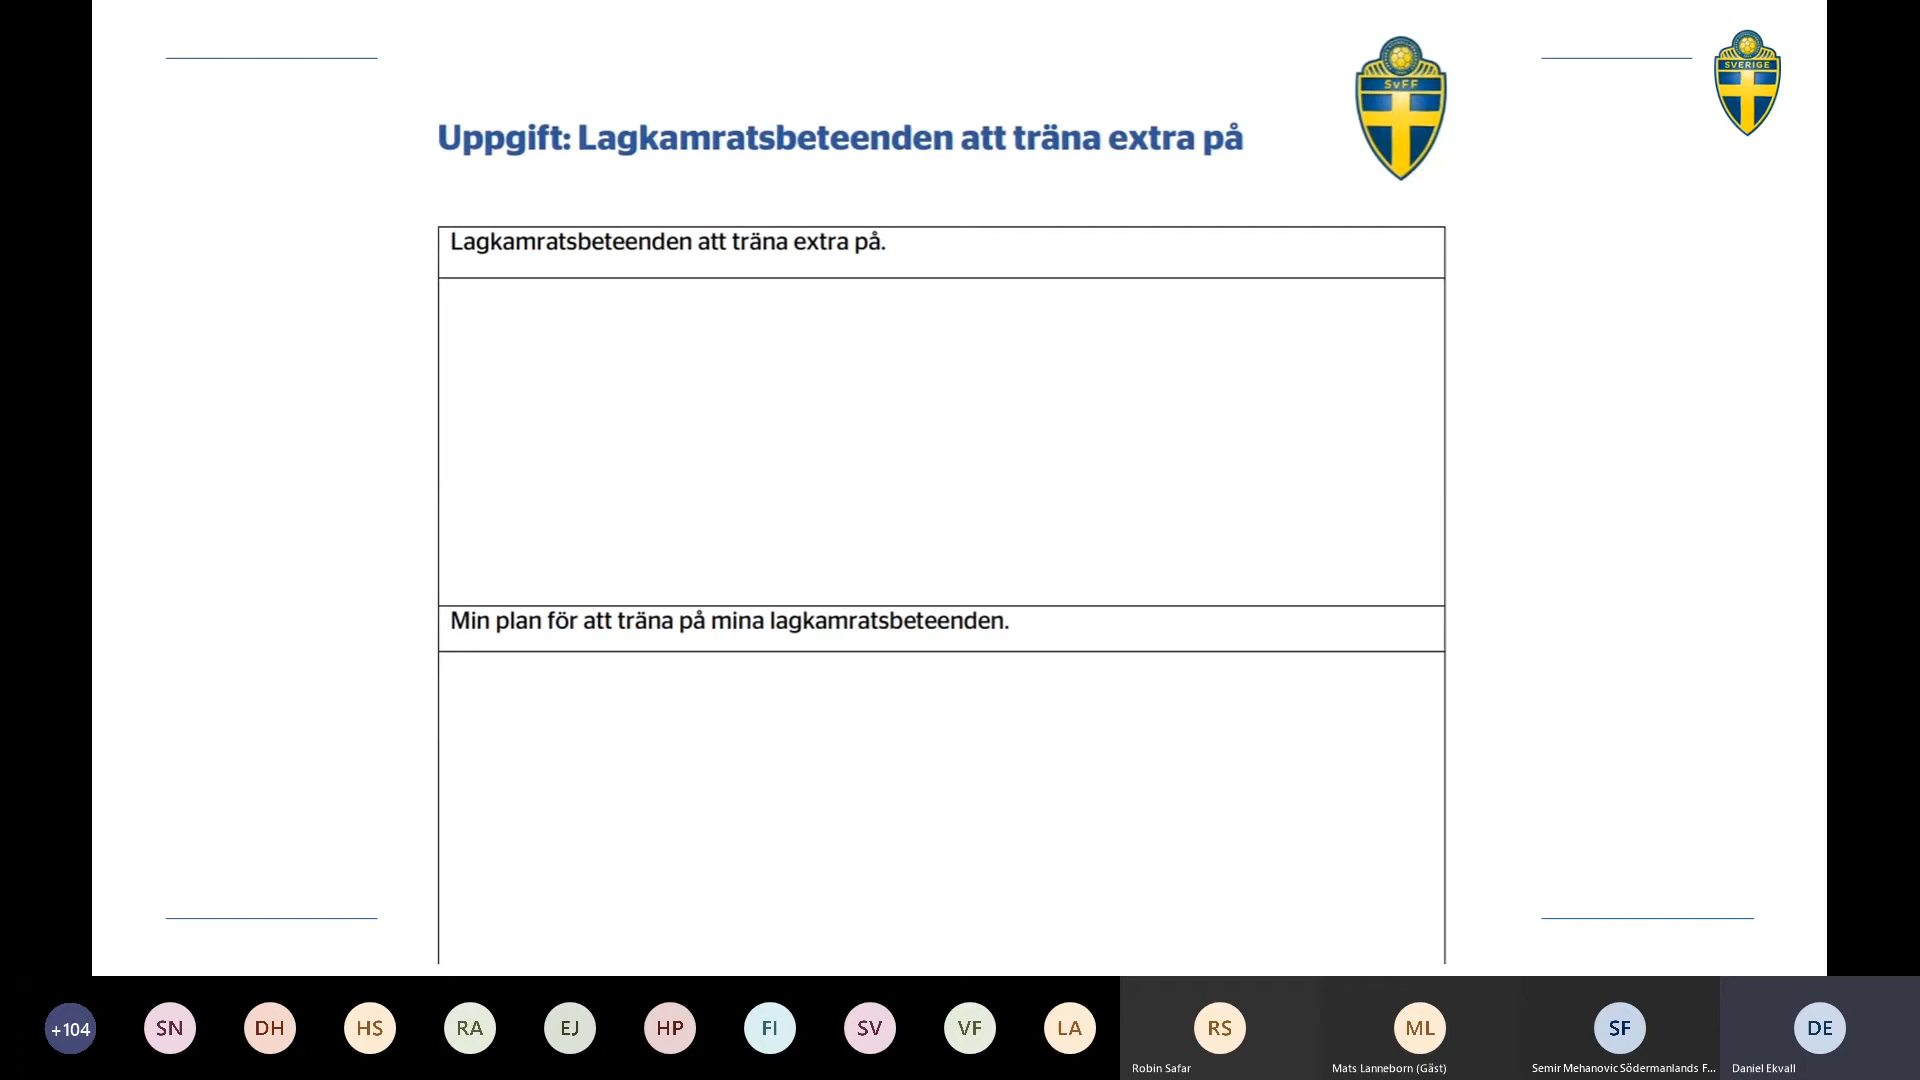 SvFF
SVERIGE
Uppgift: Lagkamratsbeteenden att träna extra på
Lagkamratsbeteenden att träna extra på.
Min plan för att träna på mina lagkamratsbeteenden.
+104
SN
DH
HS
RA
EJ
HP
FI
SV
VF
LA
RS
ML
SF
DE
Robin Safar
Mats Lanneborn (Gäst)
Semir Mehanovic Södermanlands F...
Daniel Ekvall